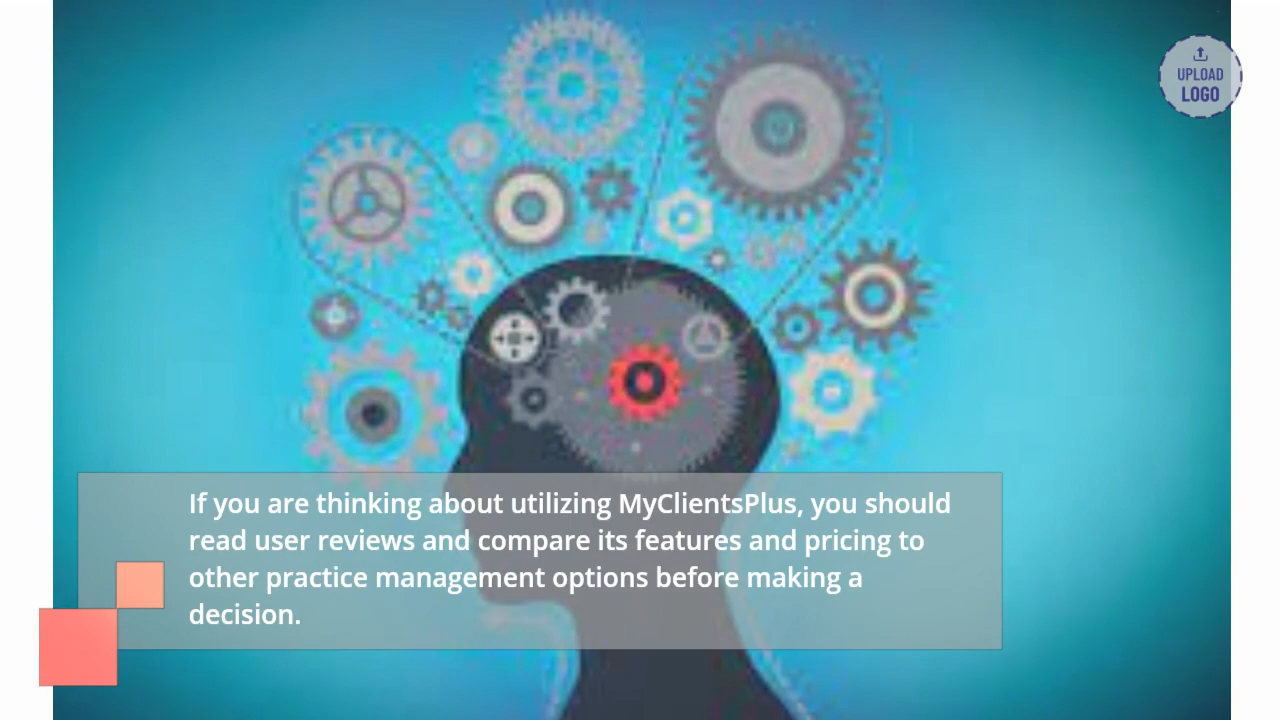 UPLOAD
LOGO
If you are thinking about utilizing MyClientsPlus, you should
read user reviews and compare its features and pricing to
other practice management options before making a
decision.